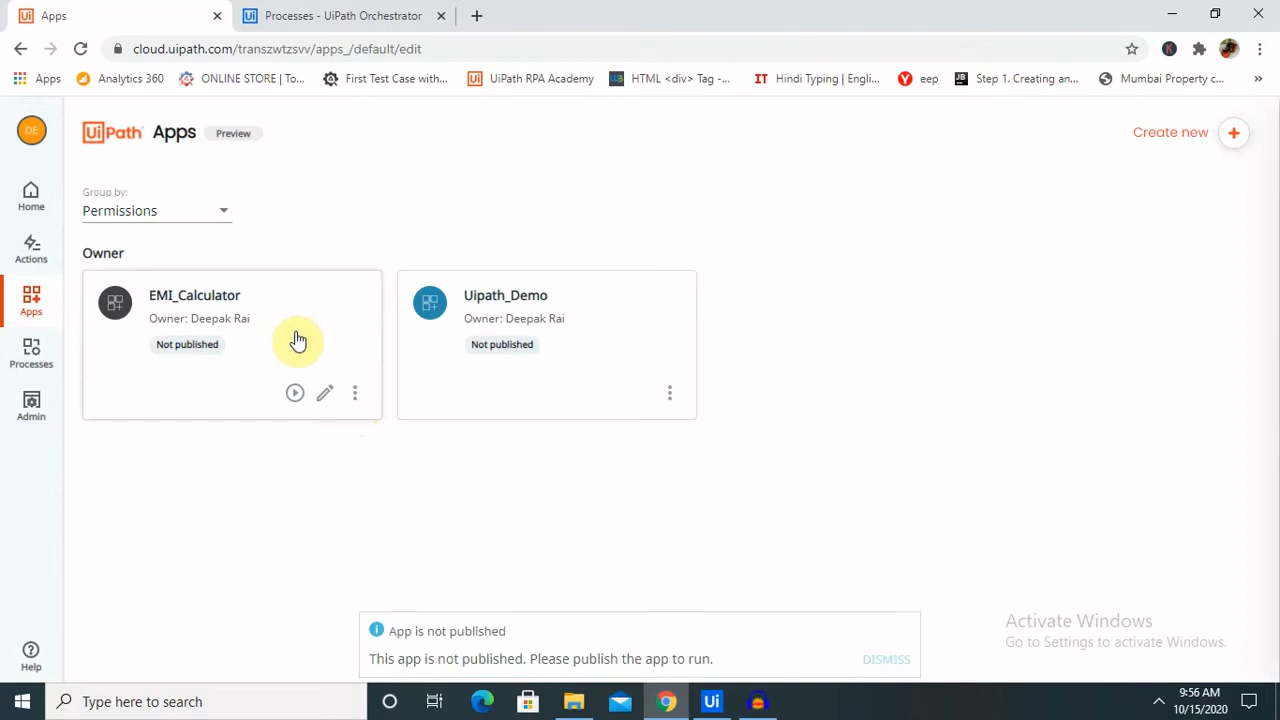 Apps
Processes - UiPath Orchestrator
cloud.uipath.com/transzwtzsvv/apps_/default/edit
Apps
Analytics 360
ONLINE STORE | To...
First Test Case with...
UiPath RPA Academy
HTML <div> Tag -...
Hindi Typing | Engli...
eep
Step 1. Creating an...
Mumbai Property c...
DE
UiPath Apps Preview
Create new
Home
Actions
Apps
Processes
Admin
Help
Group by:
Permissions
Owner
EMI_Calculator
Owner: Deepak Rai
Not published
Uipath_Demo
Owner: Deepak Rai
Not published
App is not published
This app is not published. Please publish the app to run.
DISMISS
Activate Windows
Go to Settings to activate Windows.
Type here to search
9:56 AM
10/15/2020